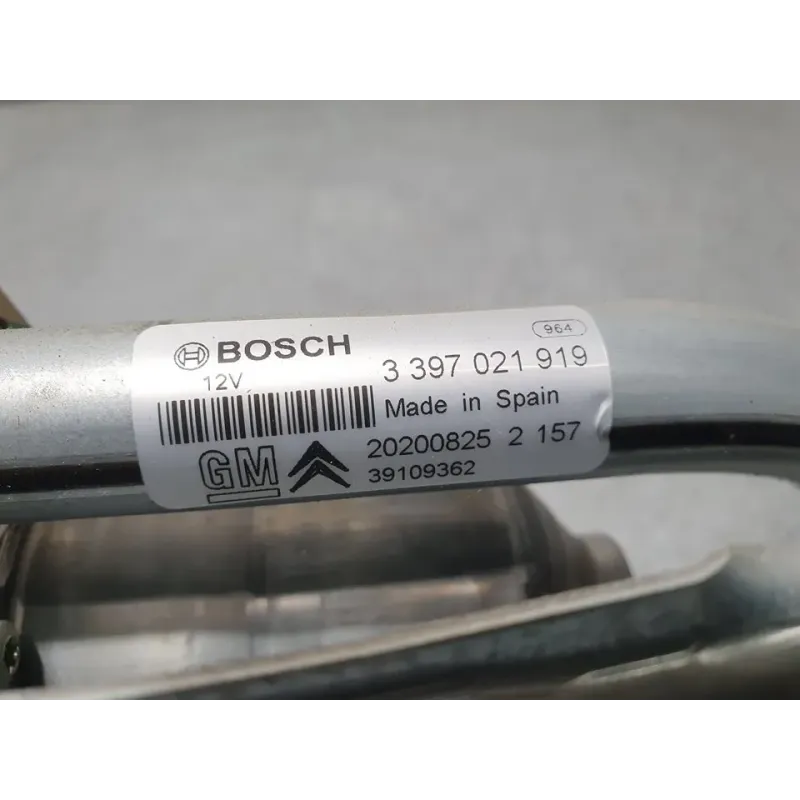 964
BOSCH
3 397 021 919
12V
Made in Spain
GM
20200825 2 157
39109362